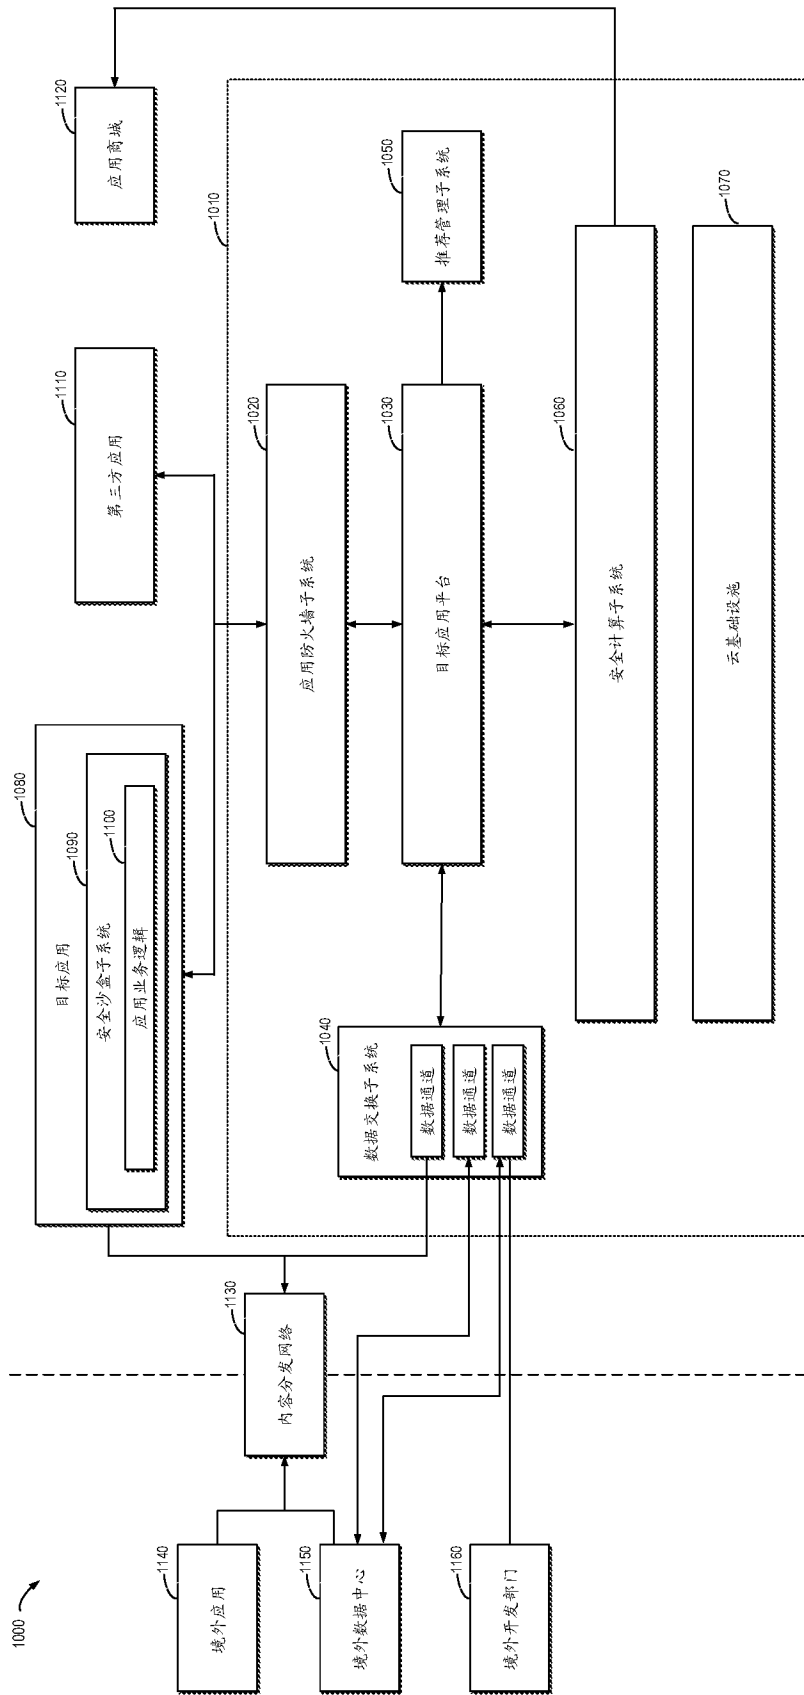 1000
境外应用
1140
境外数据中心
1150
境外开发部门
1160
内容分发网络
1130
目标应用
1080
安全沙盒子系统
1090
应用业务逻辑
1100
第三方应用
1110
应用商城
1120
1010
应用防火墙子系统
1020
目标应用平台
1030
数据交换子系统
1040
数据通道
数据通道
数据通道
推荐管理子系统
1050
安全计算子系统
1060
云基础设施
1070